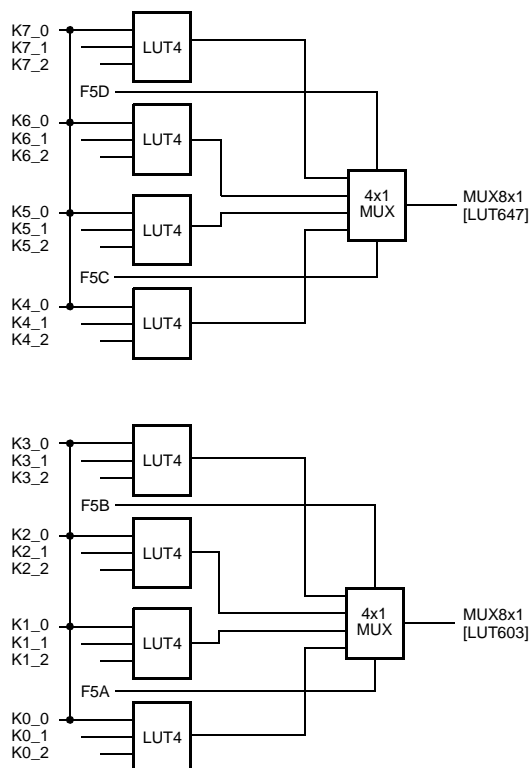 K7_0
K7_1
K7_2
LUT4
F5D
K6_0
K6_1
K6_2
LUT4
4x1
MUX
MUX8x1
[LUT647]
K5_0
K5_1
K5_2
LUT4
F5C
K4_0
K4_1
K4_2
LUT4
K3_0
K3_1
K3_2
LUT4
F5B
K2_0
K2_1
K2_2
LUT4
4x1
MUX
MUX8x1
[LUT603]
K1_0
K1_1
K1_2
LUT4
F5A
K0_0
K0_1
K0_2
LUT4